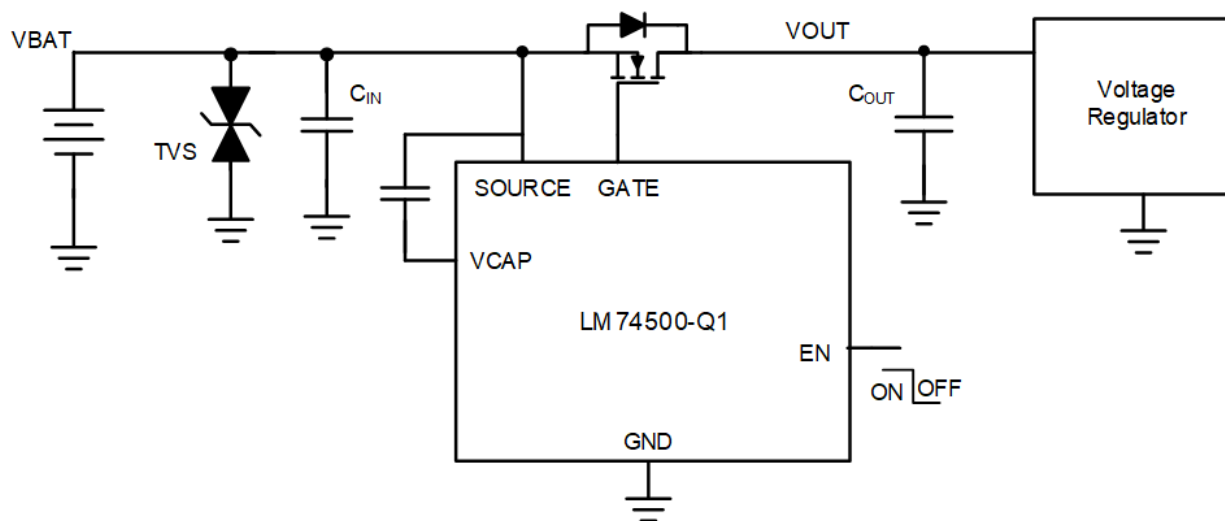 VBAT
VOUT
TVS
CIN
COUT
Voltage
Regulator
SOURCE
GATE
VCAP
LM74500-Q1
EN
ON
OFF
GND